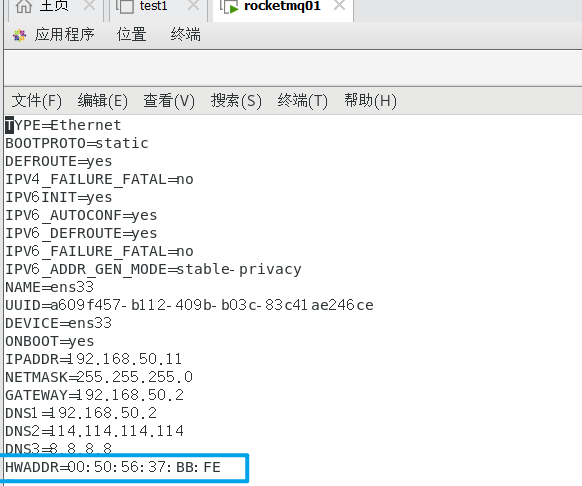 主页 test1 rocketmq01
应用程序 位置 终端
文件(F) 编辑(E) 查看(V) 搜索(S) 终端(T) 帮助(H)
TYPE=Ethernet
BOOTPROTO=static
DEFROUTE=yes
IPV4_FAILURE_FATAL=no
IPV6INIT=yes
IPV6_AUTOCONF=yes
IPV6_DEFROUTE=yes
IPV6_FAILURE_FATAL=no
IPV6_ADDR_GEN_MODE=stable-privacy
NAME=ens33
UUID=a609f457-b112-409b-b03c-83c41ae246ce
DEVICE=ens33
ONBOOT=yes
IPADDR=192.168.50.11
NETMASK=255.255.255.0
GATEWAY=192.168.50.2
DNS1=192.168.50.2
DNS2=114.114.114.114
DNS3=8.8.8.8
HWADDR=00:50:56:37:BB:FE